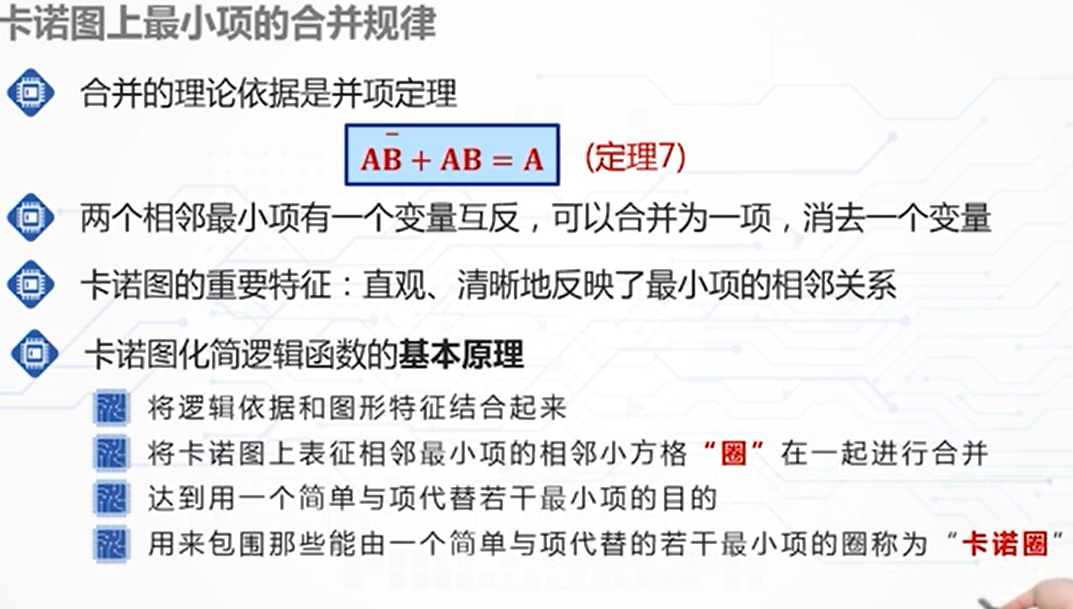 卡诺图上最小项的合并规律
合并的理论依据是并项定理
AB̅ + AB = A (定理7)
两个相邻最小项有一个变量互反，可以合并为一项，消去一个变量
卡诺图的重要特征：直观、清晰地反映了最小项的相邻关系
卡诺图化简逻辑函数的基本原理
将逻辑依据和图形特征结合起来
将卡诺图上表征相邻最小项的相邻小方格“圈”在一起进行合并
达到用一个简单与项代替若干最小项的目的
用来包围那些能由一个简单与项代替的若干最小项的圈称为“卡诺圈”